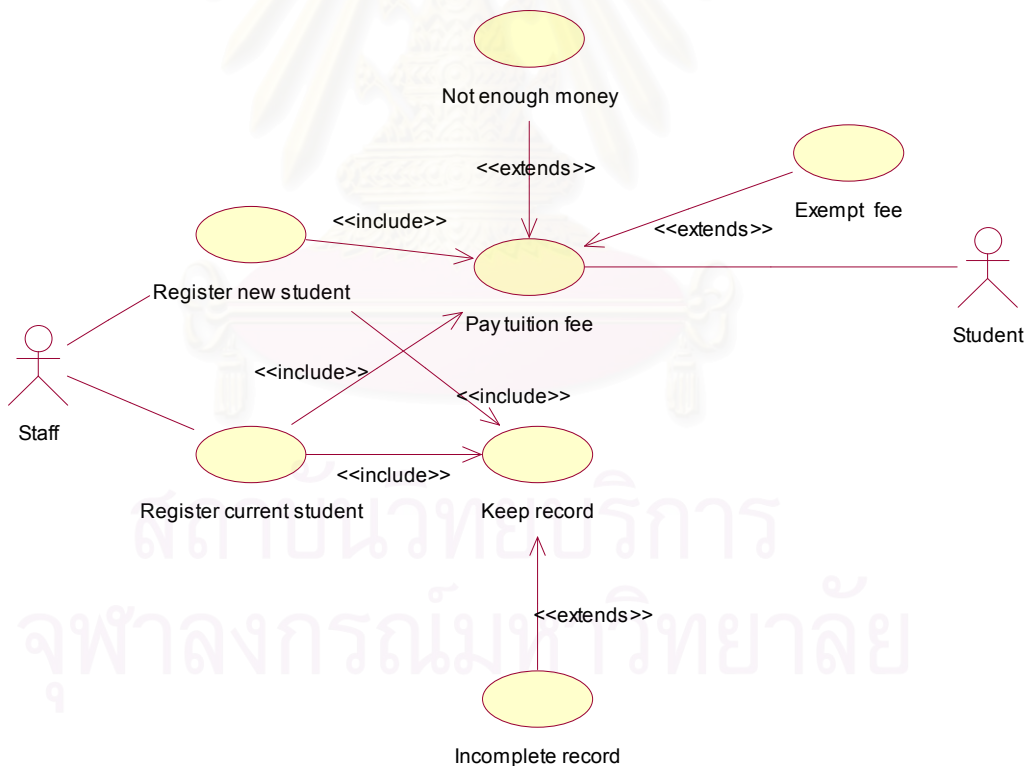 Not enough money
<<extends>>
Exempt fee
<<include>>
<<extends>>
Register new student
Pay tuition fee
Student
<<include>>
<<include>>
Staff
<<include>>
Register current student
Keep record
สถาบันวิทยบริการ
<<extends>>
จุฬาลงกรณ์มหาวิทยาลัย
Incomplete record